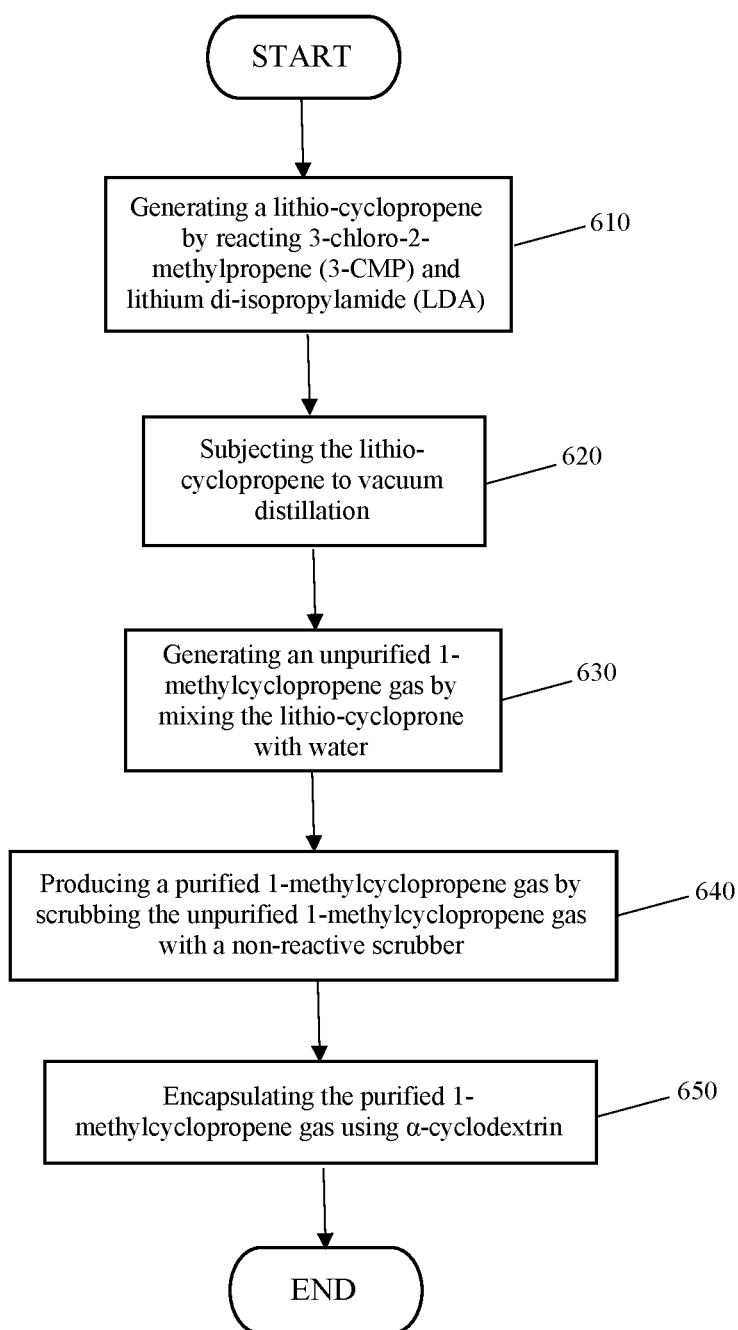 START
Generating a lithio-cyclopropene
by reacting 3-chloro-2-
methylpropene (3-CMP) and
lithium di-isopropylamide (LDA)
610
Subjecting the lithio-
cyclopropene to vacuum
distillation
620
Generating an unpurified 1-
methylcyclopropene gas by
mixing the lithio-cycloprone
with water
630
Producing a purified 1-methylcyclopropene gas by
scrubbing the unpurified 1-methylcyclopropene gas
with a non-reactive scrubber
640
Encapsulating the purified 1-
methylcyclopropene gas using α-cyclodextrin
650
END